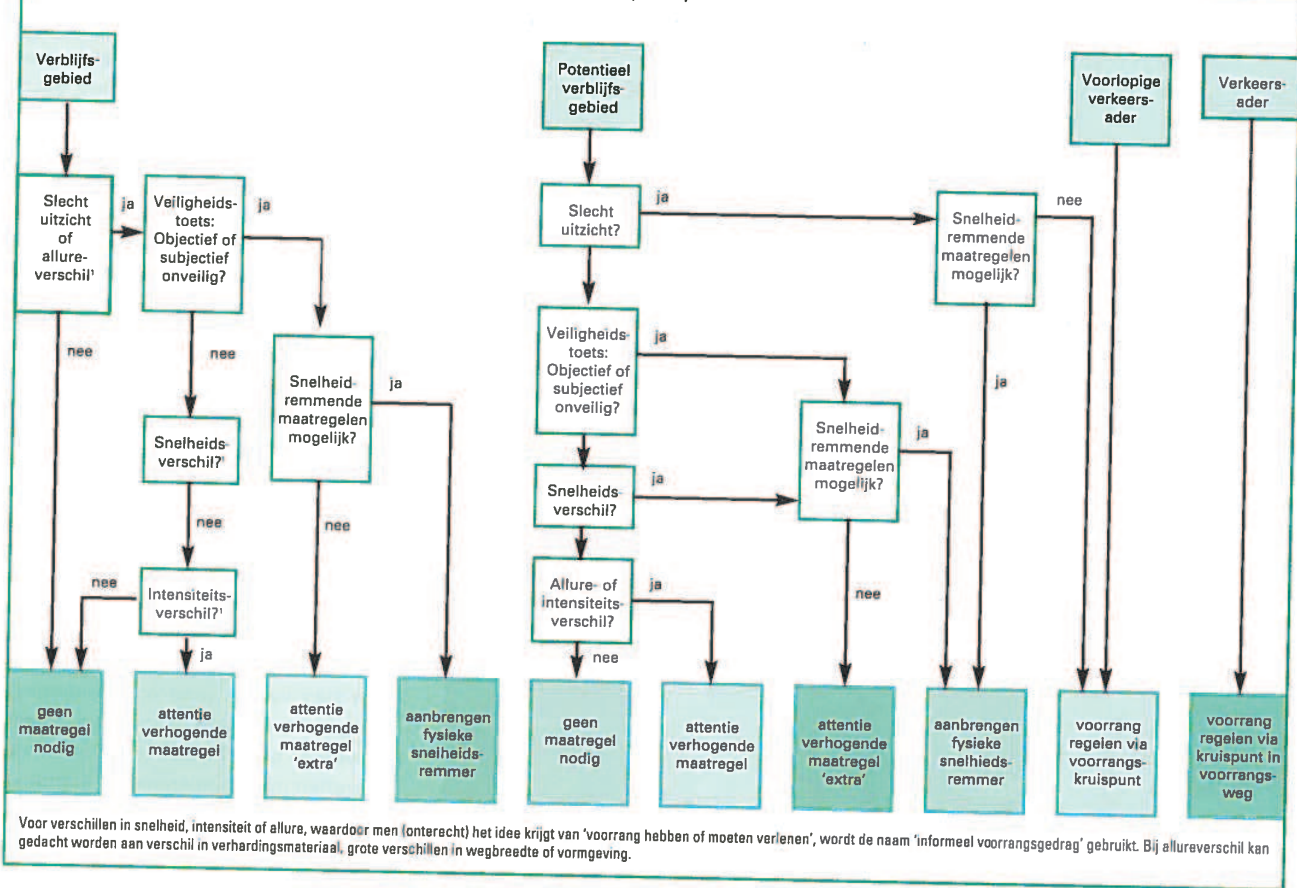 Verblijfs-
gebied
Slecht
uitzicht
of
allure-
verschil¹
ja
Veiligheids-
toets:
Objectief of
subjectief
onveilig?
ja
nee
nee
Snelheid-
remmende
maatregelen
mogelijk?
ja
Snelheids-
verschil?¹
nee
nee
nee
Intensiteits-
verschil?¹
ja
geen
maatregel
nodig
attentie
verhogende
maatregel
attentie
verhogende
maatregel
'extra'
aanbrengen
fysieke
snelheids-
remmer
Potentieel
verblijfs-
gebied
Slecht
uitzicht?
ja
Snelheid-
remmende
maatregelen
mogelijk?
nee
ja
Veiligheids-
toets:
Objectief of
subjectief
onveilig?
ja
Snelheid-
remmende
maatregelen
mogelijk?
ja
nee
Snelheids-
verschil?
ja
Allure- of
intensiteits-
verschil?
ja
nee
geen
maatregel
nodig
attentie
verhogende
maatregel
attentie
verhogende
maatregel
'extra'
aanbrengen
fysieke
snelhieds-
remmer
Voorlopige
verkeers-
ader
voorrang
regelen via
voorrangs-
kruispunt
Verkeers-
ader
voorrang
regelen via
kruispunt in
voorrangs-
weg
Voor verschillen in snelheid, intensiteit of allure, waardoor men (onterecht) het idee krijgt van 'voorrang hebben of moeten verlenen', wordt de naam 'informeel voorrangsgedrag' gebruikt. Bij allureverschil kan
gedacht worden aan verschil in verhardingsmateriaal, grote verschillen in wegbreedte of vormgeving.